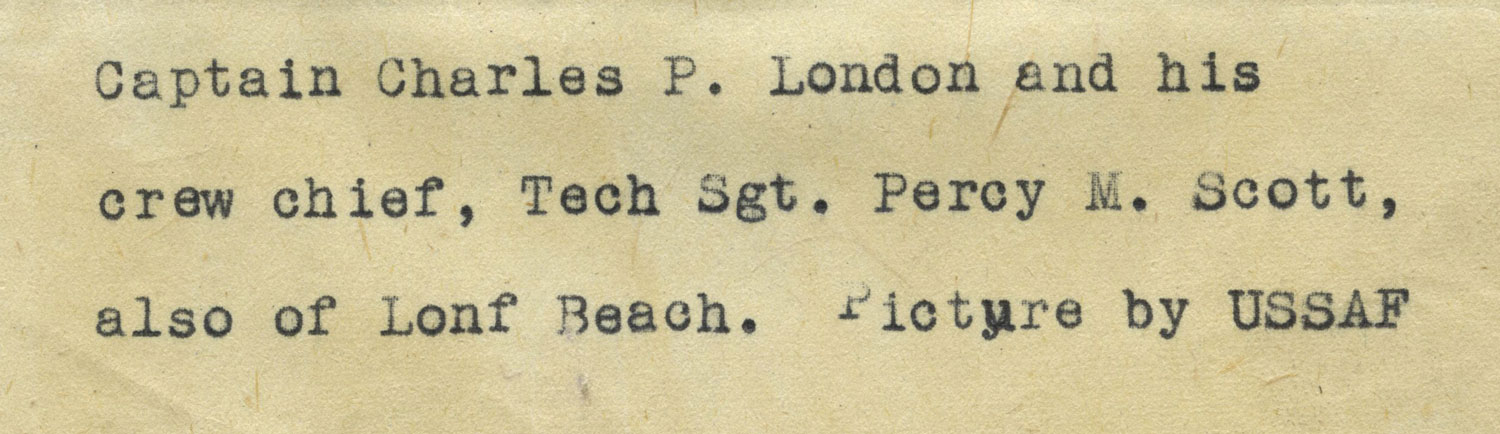 Captain Charles P. London and his
crew chief, Tech Sgt. Percy M. Scott,
also of Lonf Beach.  Picture by USSAF